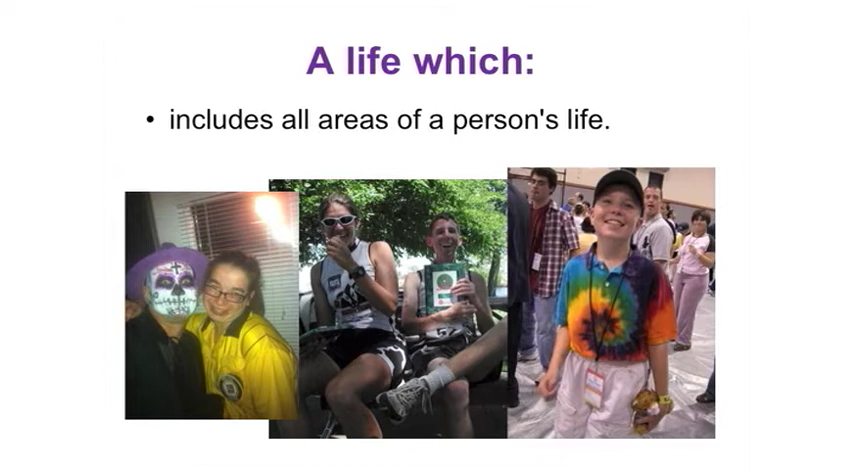 A life which:
• includes all areas of a person's life.